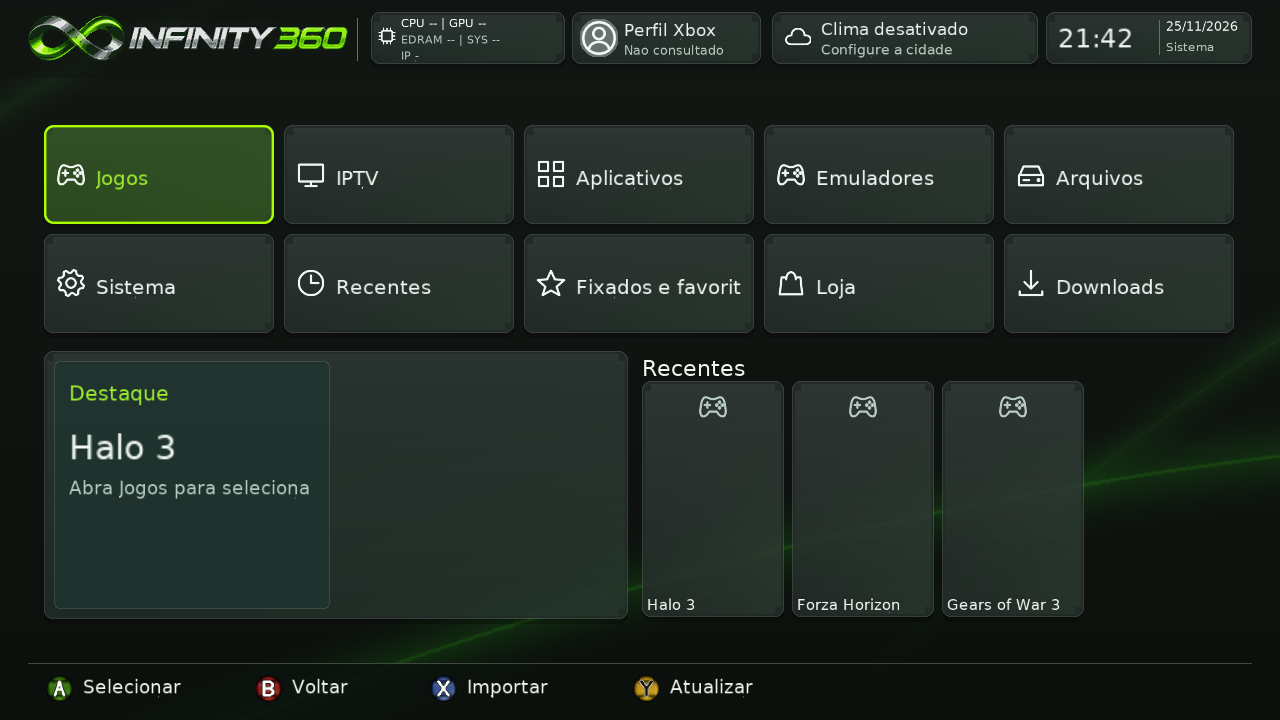 INFINITY 360
CPU -- | GPU --
EDRAM -- | SYS --
IP -
Perfil Xbox
Nao consultado
Clima desativado
Configure a cidade
21:42
25/11/2026
Sistema
Jogos
IPTV
Aplicativos
Emuladores
Arquivos
Sistema
Recentes
Fixados e favorit
Loja
Downloads
Destaque
Halo 3
Abra Jogos para seleciona
Recentes
Halo 3
Forza Horizon
Gears of War 3
A Selecionar
B Voltar
X Importar
Y Atualizar